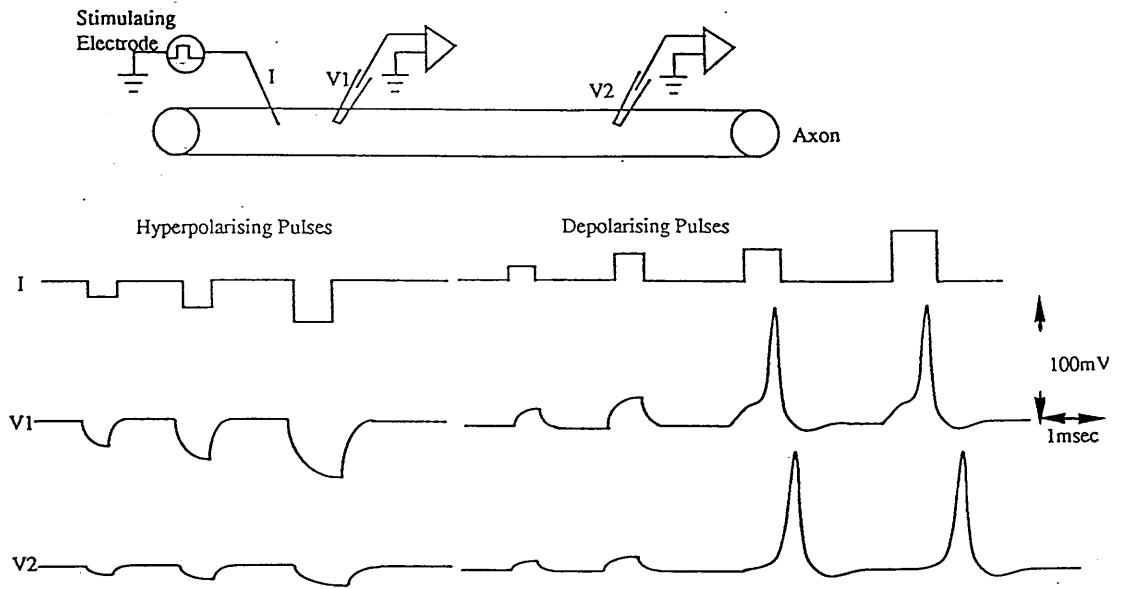 Stimulating
Electrode
I
V1
V2
Axon
Hyperpolarising Pulses
Depolarising Pulses
I
100mV
V1
1msec
V2